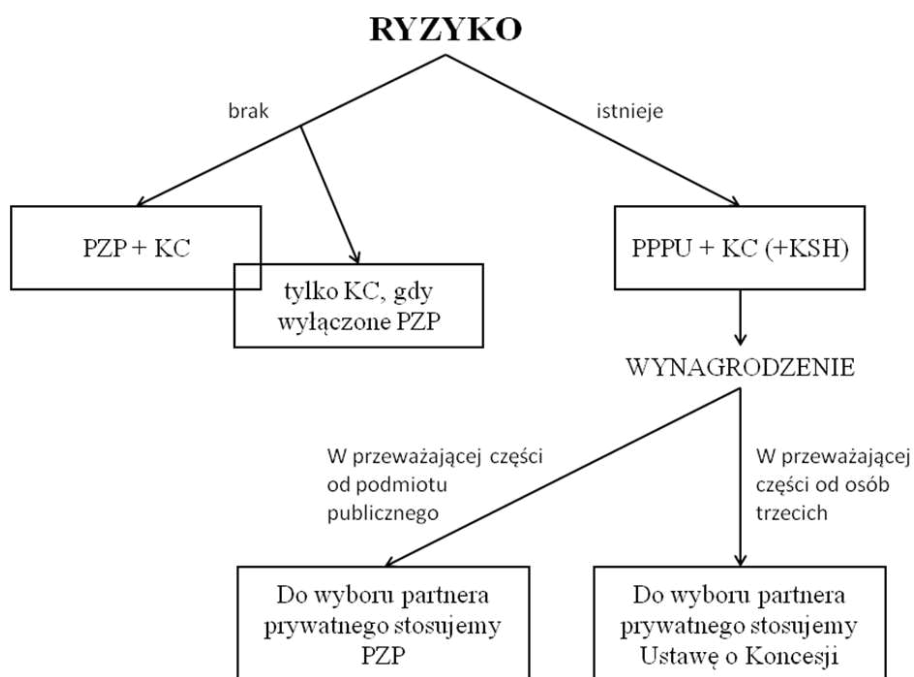 RYZYKO
brak
istnieje
PZP + KC
PPPU + KC (+KSH)
tylko KC, gdy
wyłączone PZP
WYNAGRODZENIE
W przeważającej części
od podmiotu
publicznego
W przeważającej
części od osób
trzecich
Do wyboru partnera
prywatnego stosujemy
PZP
Do wyboru partnera
prywatnego stosujemy
Ustawę o Koncesji